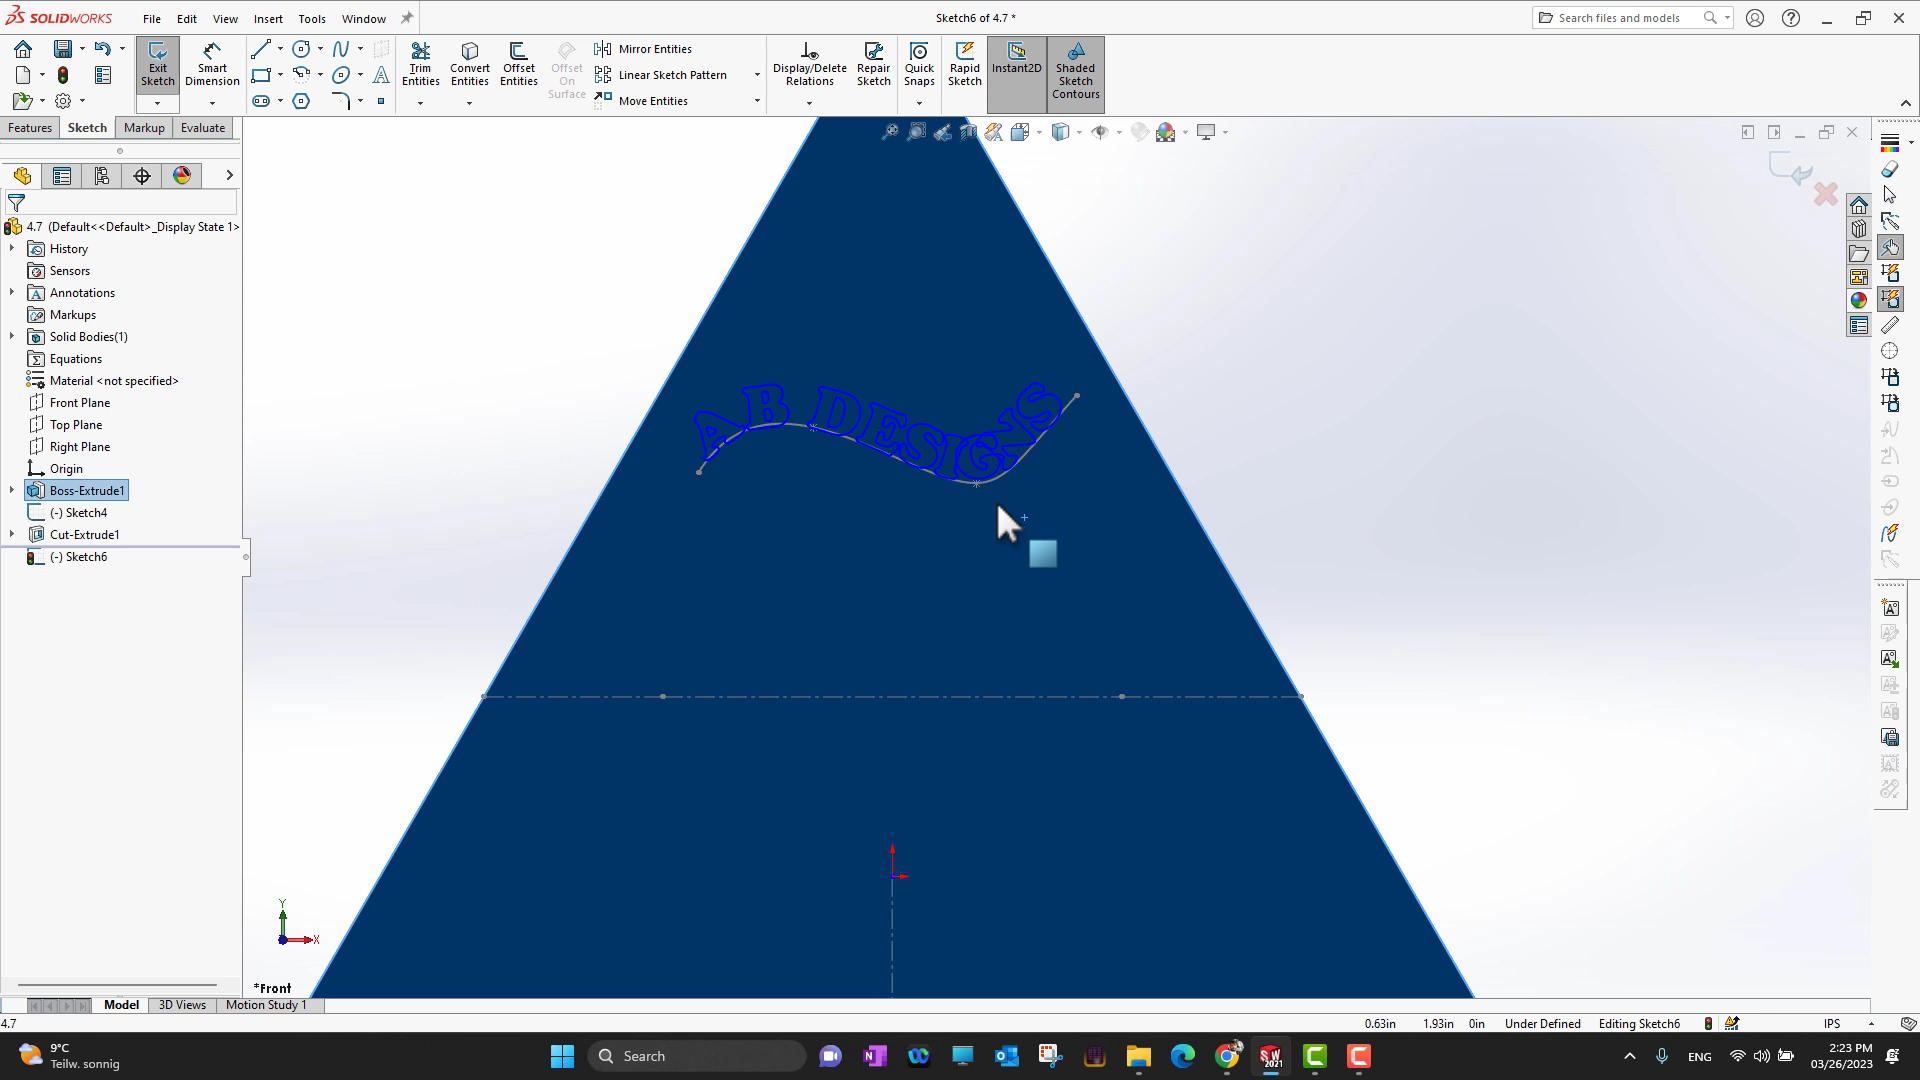 SOLIDWORKS
File
Edit
View
Insert
Tools
Window
Sketch6 of 4.7 *
Search files and models
Exit Sketch
Smart Dimension
Trim Entities
Convert Entities
Offset Entities
Offset On Surface
Mirror Entities
Linear Sketch Pattern
Move Entities
Display/Delete Relations
Repair Sketch
Quick Snaps
Rapid Sketch
Instant2D
Shaded Sketch Contours
Features
Sketch
Markup
Evaluate
4.7 (Default<<Default>_Display State 1>
History
Sensors
Annotations
Markups
Solid Bodies(1)
Equations
Material <not specified>
Front Plane
Top Plane
Right Plane
Origin
Boss-Extrude1
(-) Sketch4
Cut-Extrude1
(-) Sketch6
AB DESIGNS
Y
X
*Front
Model
3D Views
Motion Study 1
4.7
0.63in
1.93in
0in
Under Defined
Editing Sketch6
IPS
9°C
Teilw. sonnig
Search
SW 2021
ENG
2:23 PM
03/26/2023